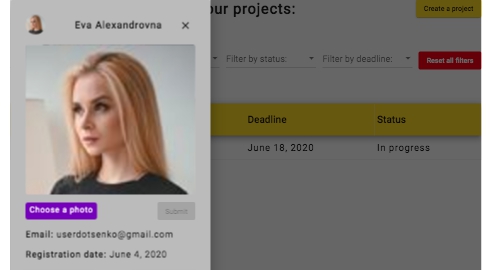 Eva Alexandrovna ×
Choose a photo
Submit
Email: userdotsenko@gmail.com
Registration date: June 4, 2020
our projects:
Create a project
Filter by status: Filter by deadline: Reset all filters
Deadline Status
June 18, 2020 In progress